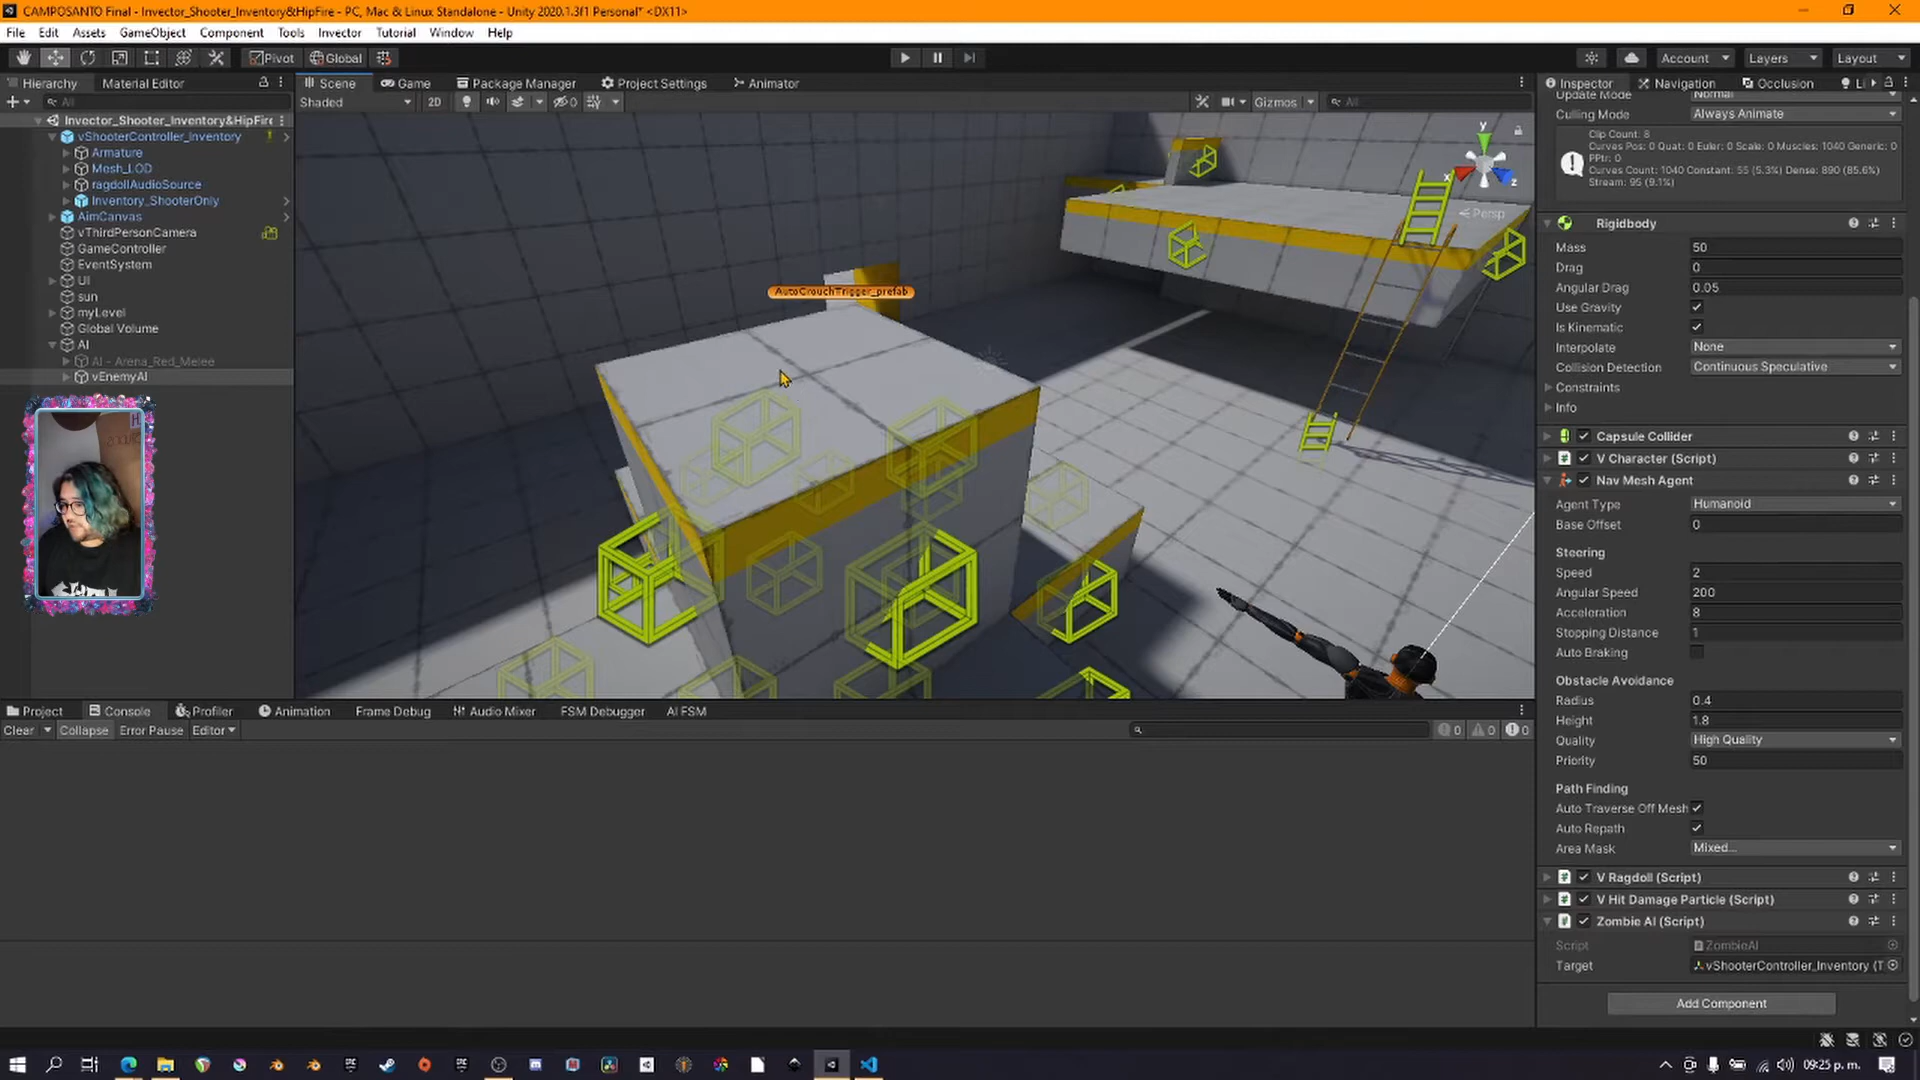 CAMPOSANTO Final - Invector_Shooter_Inventory&HipFire - PC, Mac & Linux Standalone - Unity 2020.1.3f1 Personal* <DX11>
File Edit Assets GameObject Component Tools Invector Tutorial Window Help
Pivot Global Account Layers Layout
Hierarchy Material Editor
All
Invector_Shooter_Inventory&HipFire
vShooterController_Inventory
Armature
Mesh_LOD
ragdollAudioSource
Inventory_ShooterOnly
AimCanvas
vThirdPersonCamera
GameController
EventSystem
UI
sun
myLevel
Global Volume
AI
AI - Arena_Red_Melee
vEnemyAI
Scene Game Package Manager Project Settings Animator
Shaded 2D 0 Gizmos All
AutoCrouchTrigger_prefab
y
x
z
Persp
Inspector Navigation Occlusion Li
Update Mode Normal
Culling Mode Always Animate
Clip Count: 8
Curves Pos: 0 Quat: 0 Euler: 0 Scale: 0 Muscles: 1040 Generic: 0
PPtr: 0
Curves Count: 1040 Constant: 55 (5.3%) Dense: 890 (85.6%)
Stream: 95 (9.1%)
Rigidbody
Mass 50
Drag 0
Angular Drag 0.05
Use Gravity
Is Kinematic
Interpolate None
Collision Detection Continuous Speculative
Constraints
Info
Capsule Collider
V Character (Script)
Nav Mesh Agent
Agent Type Humanoid
Base Offset 0
Steering
Speed 2
Angular Speed 200
Acceleration 8
Stopping Distance 1
Auto Braking
Obstacle Avoidance
Radius 0.4
Height 1.8
Quality High Quality
Priority 50
Path Finding
Auto Traverse Off Mesh
Auto Repath
Area Mask Mixed...
V Ragdoll (Script)
V Hit Damage Particle (Script)
Zombie AI (Script)
Script ZombieAI
Target vShooterController_Inventory (T
Add Component
Project Console Profiler Animation Frame Debug Audio Mixer FSM Debugger AI FSM
Clear Collapse Error Pause Editor 0 0 0
09:25 p. m.